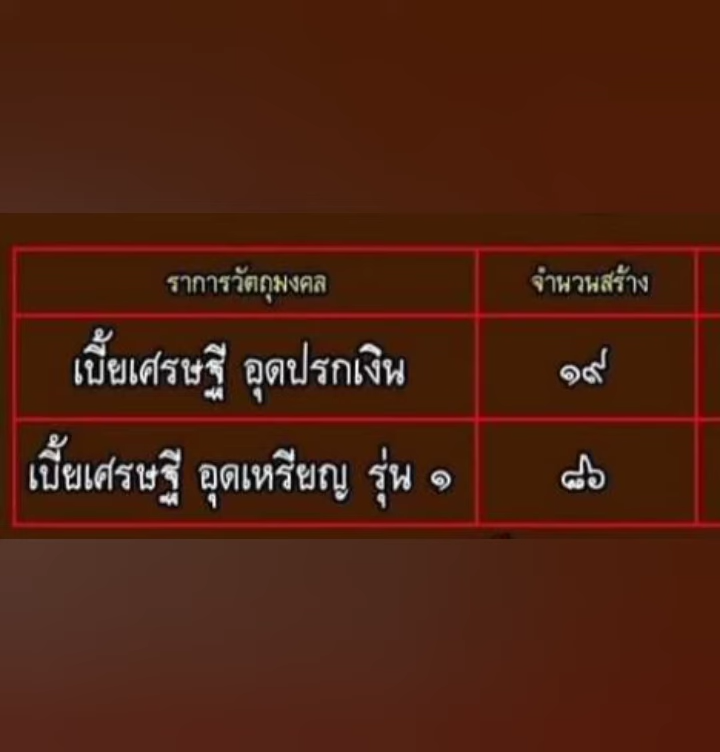 ราการวัตถุมงคล จำนวนสร้าง
เบี้ยเศรษฐี อุดปรกเงิน ๑๙
เบี้ยเศรษฐี อุดเหรียญ รุ่น ๑ ๘๖